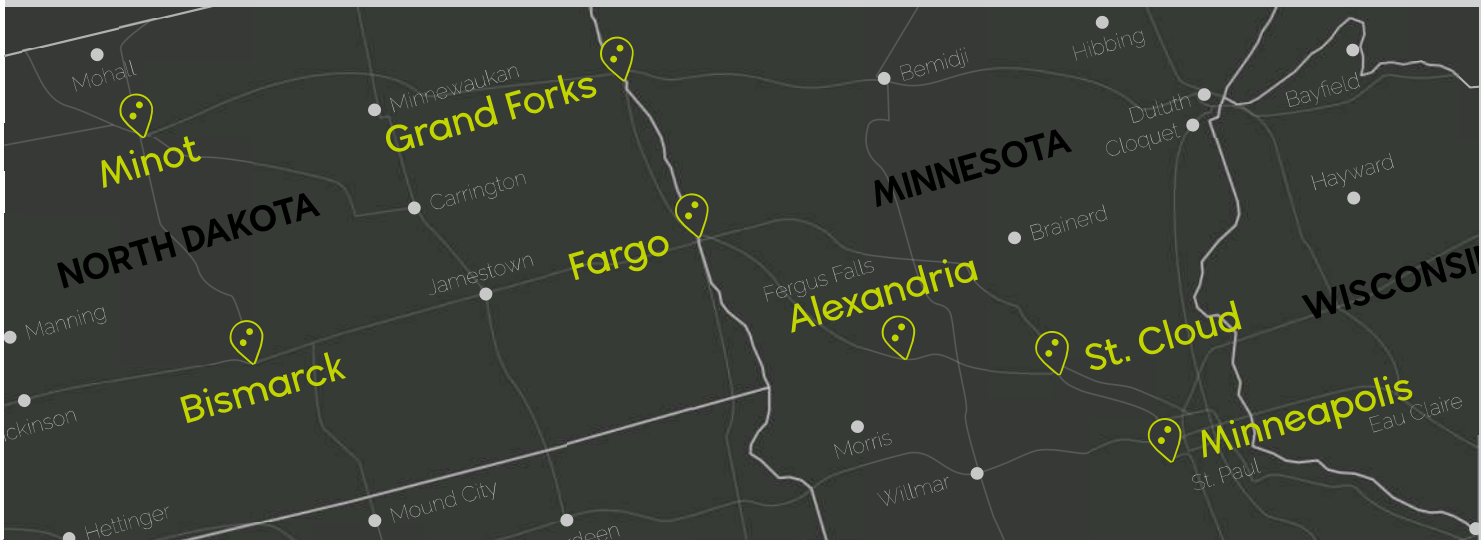 Mohall
Minot
NORTH DAKOTA
Manning
ckinson
Bismarck
Hettinger
Minnewaukan
Grand Forks
Carrington
Jamestown
Fargo
Mound City
deen
Bemidji
Hibbing
MINNESOTA
Duluth
Cloquet
Bayfield
Hayward
Brainerd
Fergus Falls
Alexandria
St. Cloud
WISCONSI
Minneapolis
Eau Claire
St. Paul
Morris
Willmar